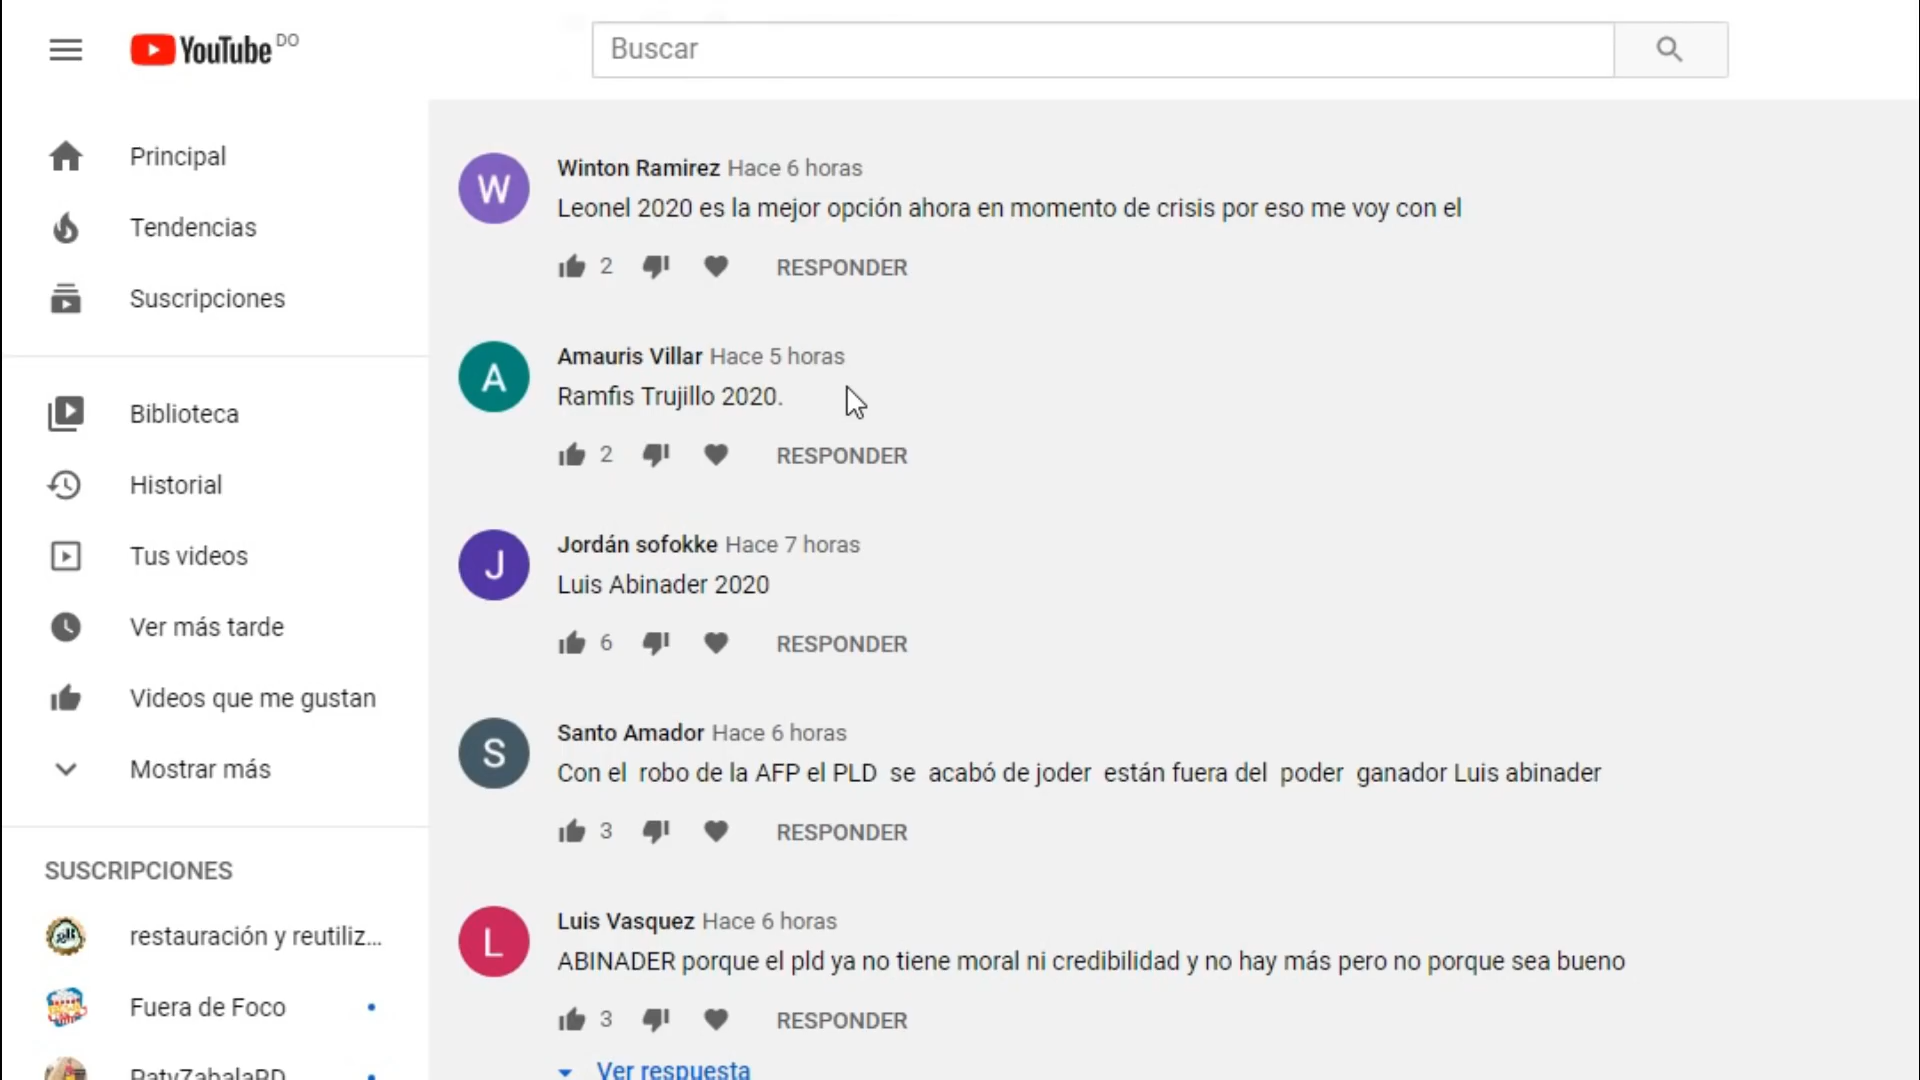 YouTube DO
Buscar
Principal
Tendencias
Suscripciones
Biblioteca
Historial
Tus videos
Ver más tarde
Videos que me gustan
Mostrar más
SUSCRIPCIONES
restauración y reutiliz...
Fuera de Foco
PatyZabalaRD
Winton Ramirez Hace 6 horas
Leonel 2020 es la mejor opción ahora en momento de crisis por eso me voy con el
2 RESPONDER
Amauris Villar Hace 5 horas
Ramfis Trujillo 2020.
2 RESPONDER
Jordán sofokke Hace 7 horas
Luis Abinader 2020
6 RESPONDER
Santo Amador Hace 6 horas
Con el robo de la AFP el PLD se acabó de joder están fuera del poder ganador Luis abinader
3 RESPONDER
Luis Vasquez Hace 6 horas
ABINADER porque el pld ya no tiene moral ni credibilidad y no hay más pero no porque sea bueno
3 RESPONDER
Ver respuesta
W
A
J
S
L